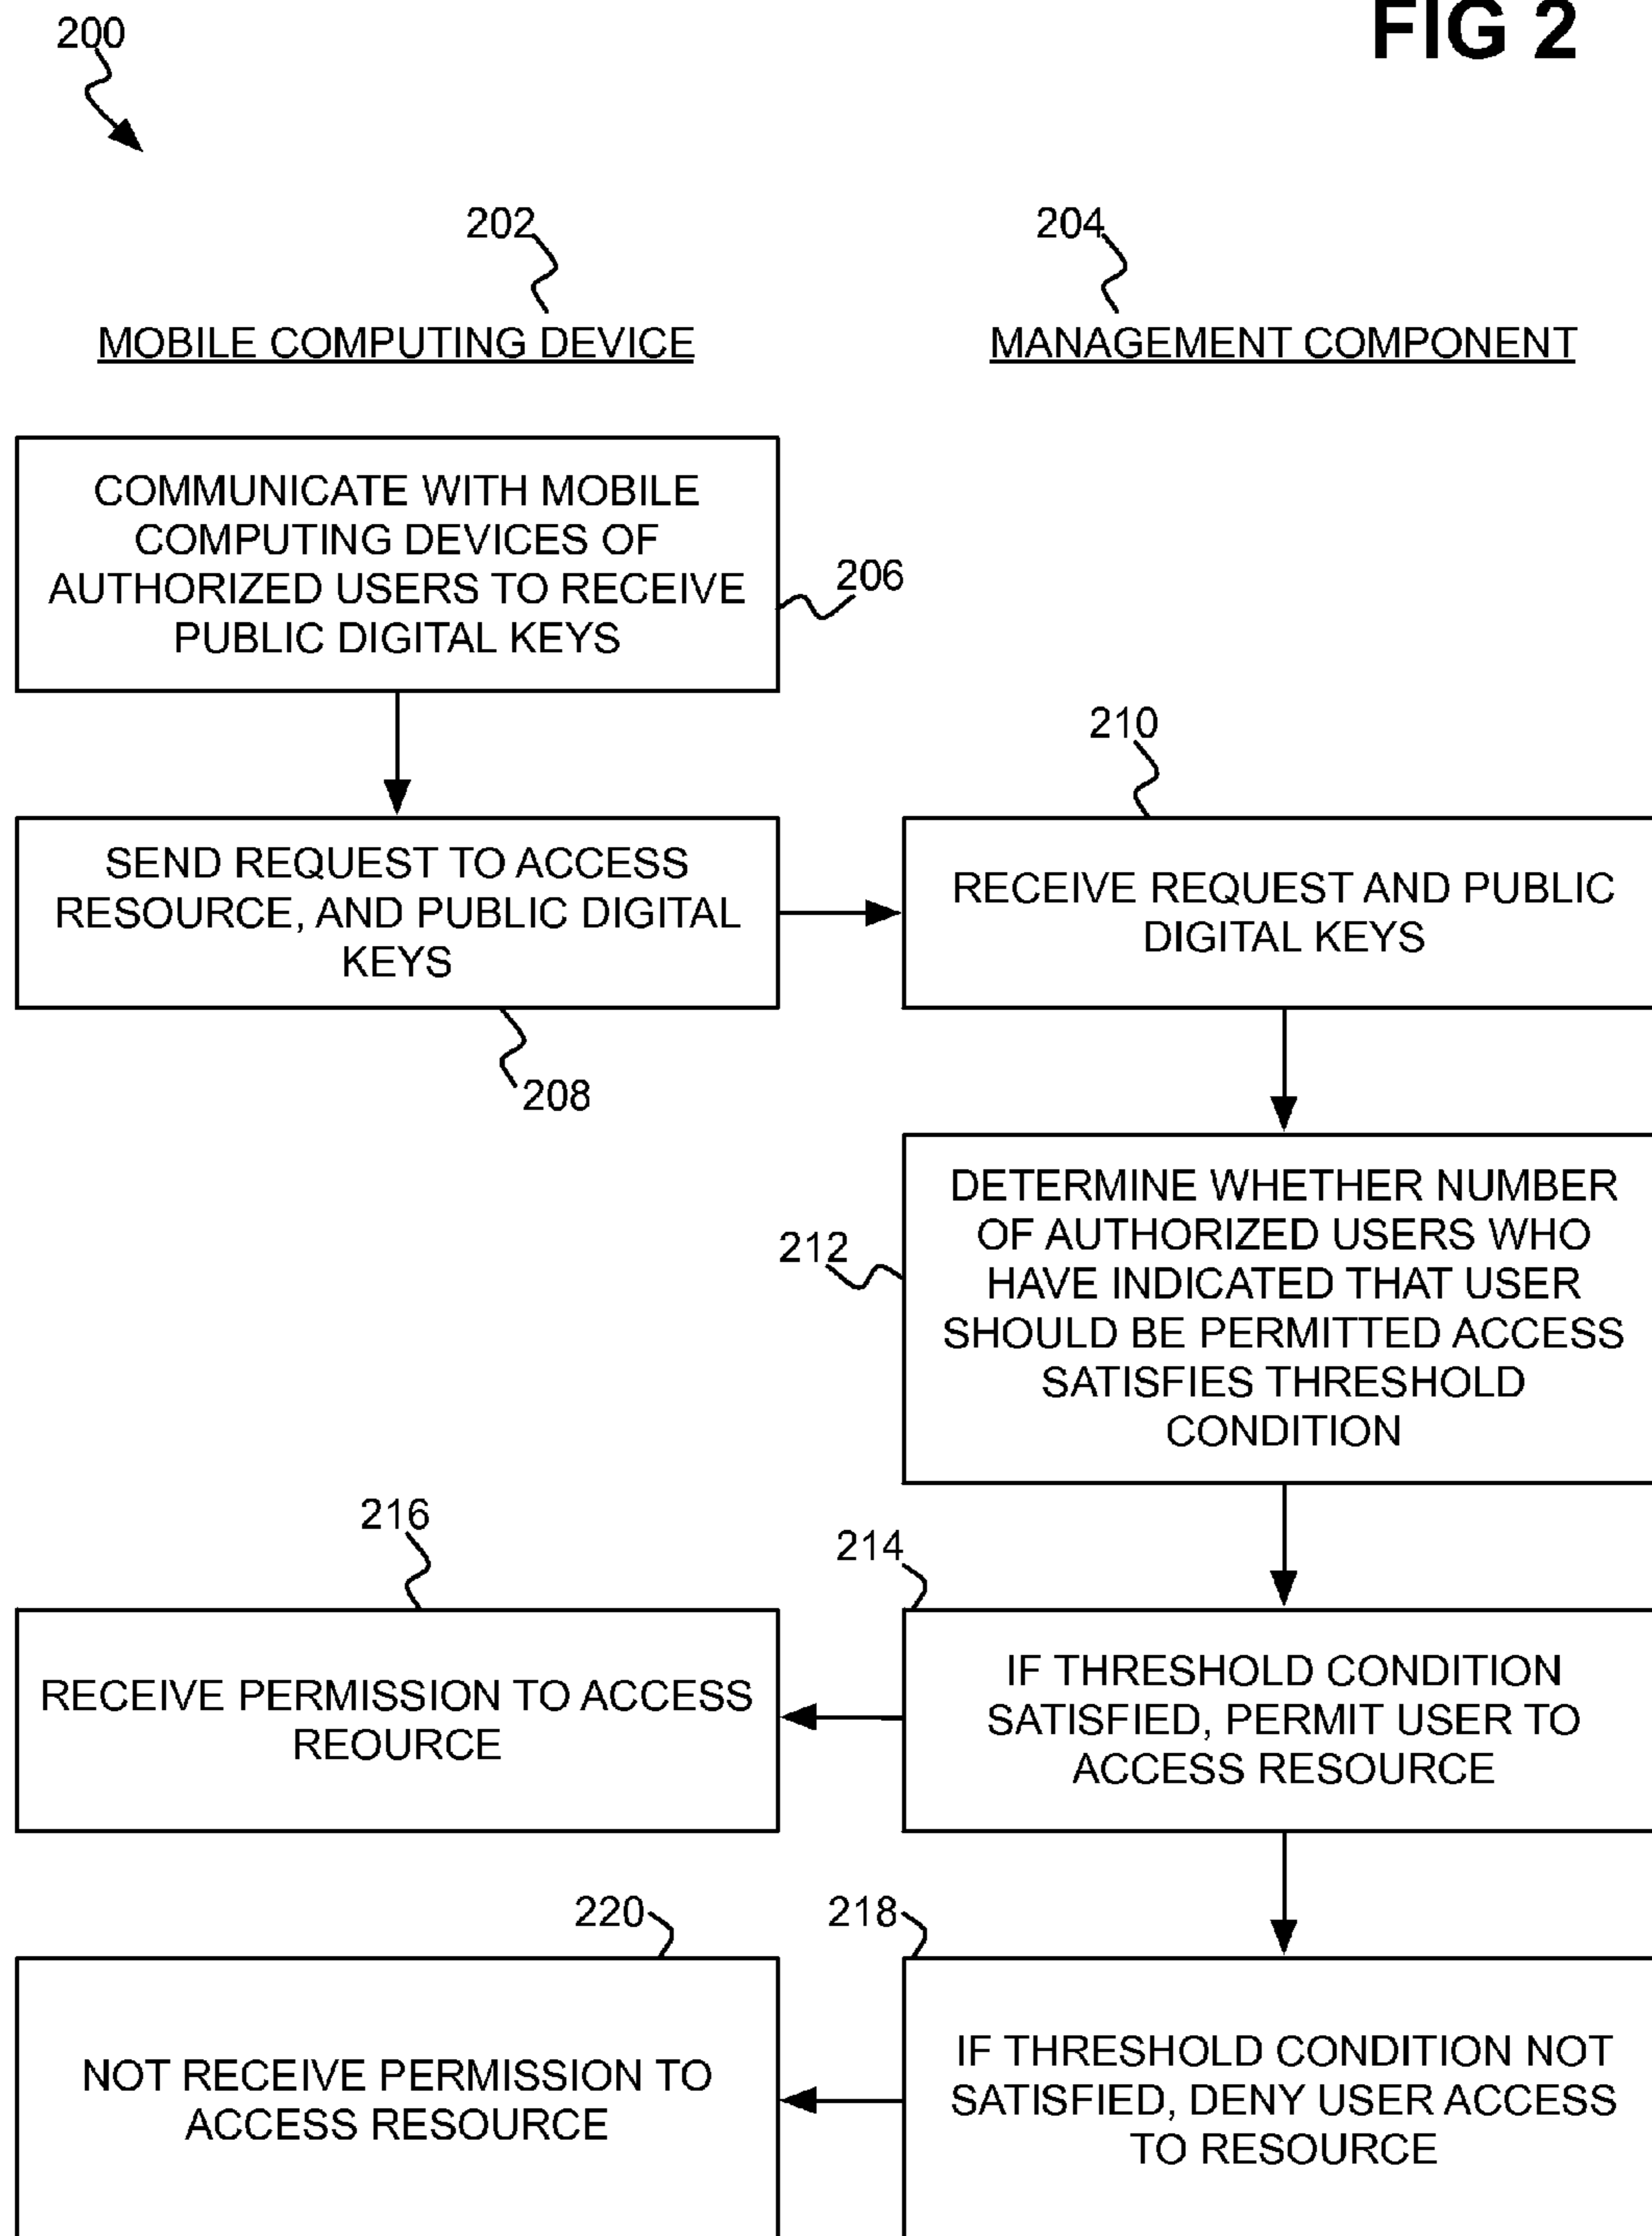 FIG 2
200
202
204
MOBILE COMPUTING DEVICE
MANAGEMENT COMPONENT
COMMUNICATE WITH MOBILE
COMPUTING DEVICES OF
AUTHORIZED USERS TO RECEIVE
PUBLIC DIGITAL KEYS
206
210
SEND REQUEST TO ACCESS
RESOURCE, AND PUBLIC DIGITAL
KEYS
208
RECEIVE REQUEST AND PUBLIC
DIGITAL KEYS
212
DETERMINE WHETHER NUMBER
OF AUTHORIZED USERS WHO
HAVE INDICATED THAT USER
SHOULD BE PERMITTED ACCESS
SATISFIES THRESHOLD
CONDITION
216
214
RECEIVE PERMISSION TO ACCESS
REOURCE
IF THRESHOLD CONDITION
SATISFIED, PERMIT USER TO
ACCESS RESOURCE
220
218
NOT RECEIVE PERMISSION TO
ACCESS RESOURCE
IF THRESHOLD CONDITION NOT
SATISFIED, DENY USER ACCESS
TO RESOURCE